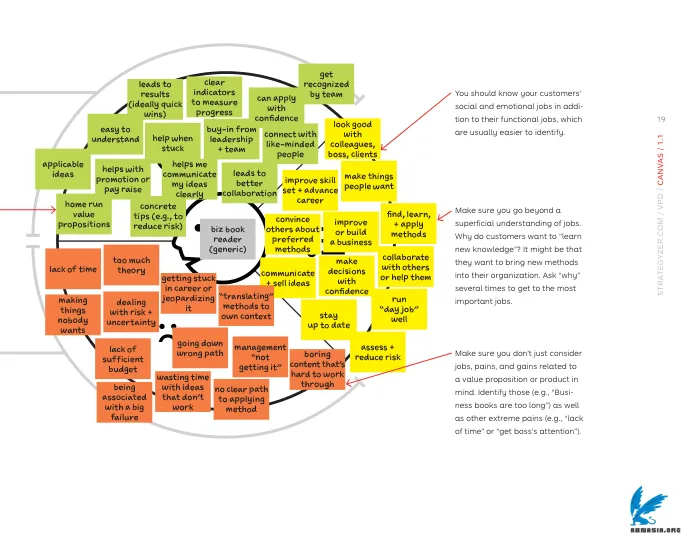 leads to
results
(ideally quick
wins)
clear
indicators
to measure
progress
can apply
with
confidence
get
recognized
by team
easy to
understand
help when
stuck
buy-in from
leadership
+ team
connect with
like-minded
people
look good
with
colleagues,
boss, clients
applicable
ideas
helps with
promotion or
pay raise
helps me
communicate
my ideas
clearly
leads to
better
collaboration
improve skill
set + advance
career
make things
people want
home run
value
propositions
concrete
tips (e.g., to
reduce risk)
biz book
reader
(generic)
convince
others about
preferred
methods
improve
or build
a business
find, learn,
+ apply
methods
lack of time
too much
theory
getting stuck
in career or
jeopardizing
it
"translating"
methods to
own context
communicate
+ sell ideas
make
decisions
with
confidence
collaborate
with others
or help them
making
things
nobody
wants
dealing
with risk +
uncertainty
stay
up to date
run
"day job"
well
lack of
sufficient
budget
going down
wrong path
management
"not
getting it"
boring
content that's
hard to work
through
assess +
reduce risk
being
associated
with a big
failure
wasting time
with ideas
that don't
work
no clear path
to applying
method
You should know your customers'
social and emotional jobs in addi-
tion to their functional jobs, which
are usually easier to identify.
Make sure you go beyond a
superficial understanding of jobs.
Why do customers want to "learn
new knowledge"? It might be that
they want to bring new methods
into their organization. Ask "why"
several times to get to the most
important jobs.
Make sure you don't just consider
jobs, pains, and gains related to
a value proposition or product in
mind. Identify those (e.g., "Busi-
ness books are too long") as well
as other extreme pains (e.g., "lack
of time" or "get boss's attention").
19
STRATEGYZER.COM / VPD / CANVAS / 1.1
ARMASIA.ORG